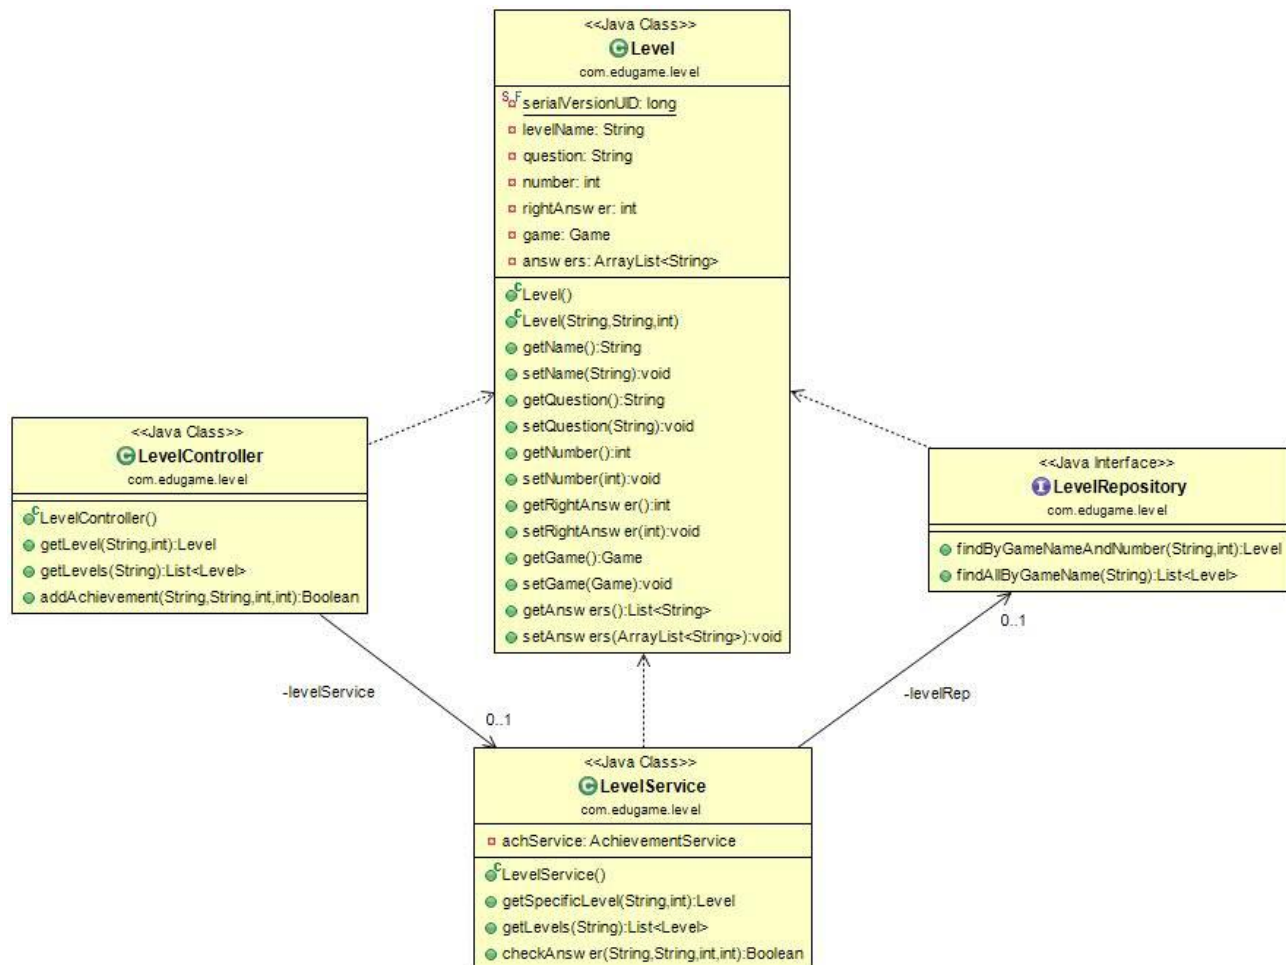 <<Java Class>>
Level
com.edugame.level
serialVersionUID: long
levelName: String
question: String
number: int
rightAnswer: int
game: Game
answers: ArrayList<String>
Level()
Level(String,String,int)
getName():String
setName(String):void
getQuestion():String
setQuestion(String):void
getNumber():int
setNumber(int):void
getRightAnswer():int
setRightAnswer(int):void
getGame():Game
setGame(Game):void
getAnswers():List<String>
setAnswers(ArrayList<String>):void
<<Java Class>>
LevelController
com.edugame.level
LevelController()
getLevel(String,int):Level
getLevels(String):List<Level>
addAchievement(String,String,int,int):Boolean
<<Java Interface>>
LevelRepository
com.edugame.level
findByGameNameAndNumber(String,int):Level
findAllByGameName(String):List<Level>
0..1
-levelService
-levelRep
0..1
<<Java Class>>
LevelService
com.edugame.level
achService: AchievementService
LevelService()
getSpecificLevel(String,int):Level
getLevels(String):List<Level>
checkAnswer(String,String,int,int):Boolean